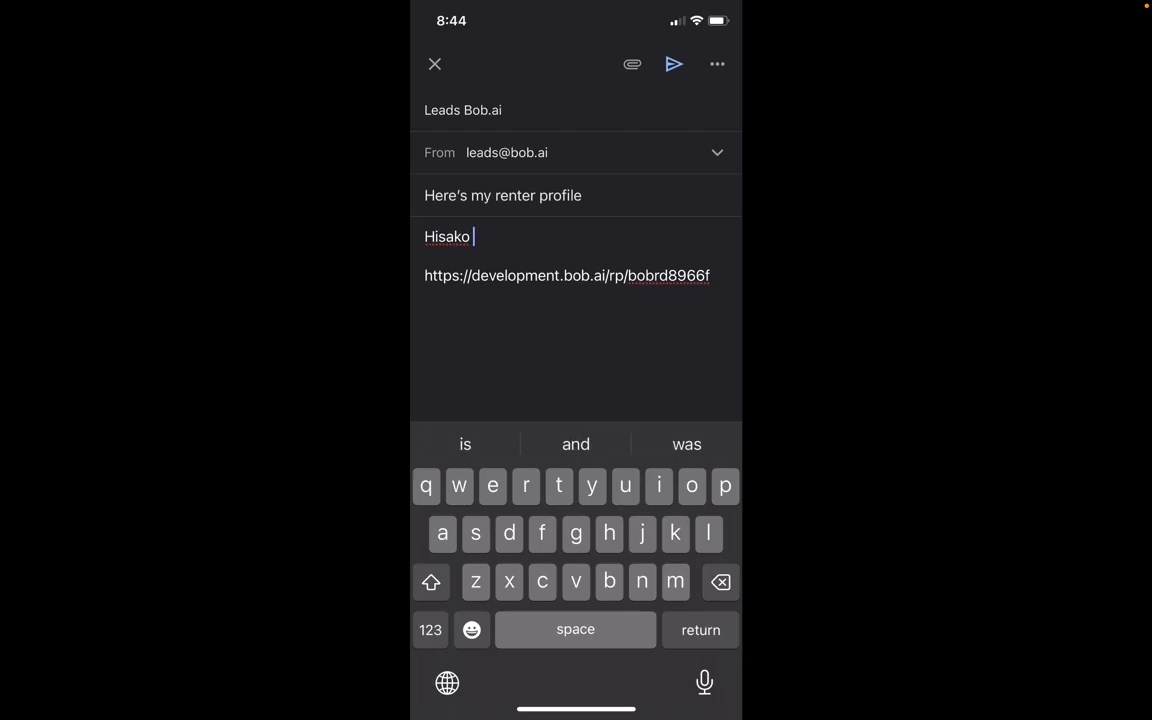 8:44
Leads Bob.ai
From leads@bob.ai
Here's my renter profile
Hisako
https://development.bob.ai/rp/bobrd8966f
is and was
q w e r t y u i o p
a s d f g h j k l
z x c v b n m
123 space return